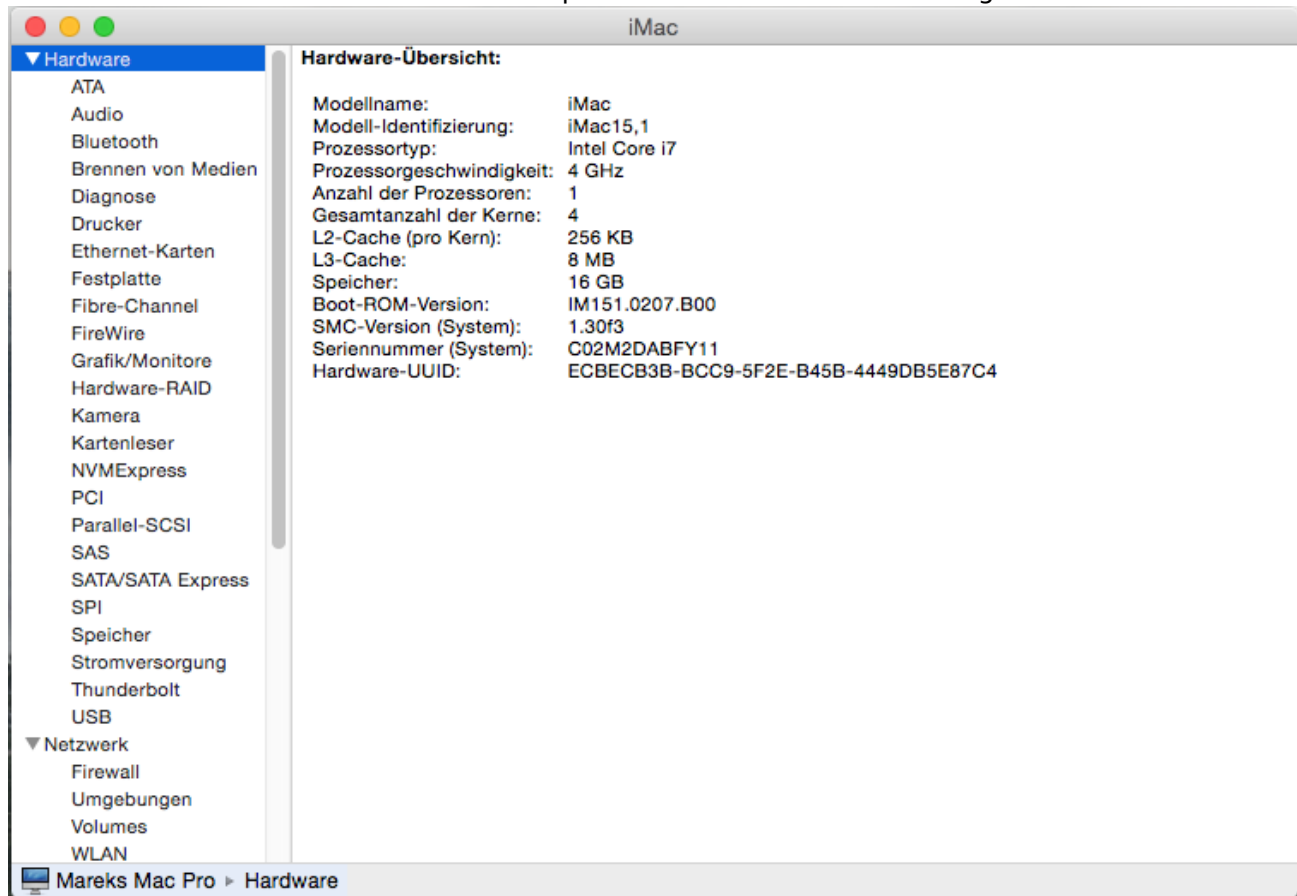 iMac
Hardware
ATA
Audio
Bluetooth
Brennen von Medien
Diagnose
Drucker
Ethernet-Karten
Festplatte
Fibre-Channel
FireWire
Grafik/Monitore
Hardware-RAID
Kamera
Kartenleser
NVMExpress
PCI
Parallel-SCSI
SAS
SATA/SATA Express
SPI
Speicher
Stromversorgung
Thunderbolt
USB
Netzwerk
Firewall
Umgebungen
Volumes
WLAN
Hardware-Übersicht:
Modellname: iMac
Modell-Identifizierung: iMac15,1
Prozessortyp: Intel Core i7
Prozessorgeschwindigkeit: 4 GHz
Anzahl der Prozessoren: 1
Gesamtanzahl der Kerne: 4
L2-Cache (pro Kern): 256 KB
L3-Cache: 8 MB
Speicher: 16 GB
Boot-ROM-Version: IM151.0207.B00
SMC-Version (System): 1.30f3
Seriennummer (System): C02M2DABFY11
Hardware-UUID: ECBECB3B-BCC9-5F2E-B45B-4449DB5E87C4
Mareks Mac Pro ▸ Hardware